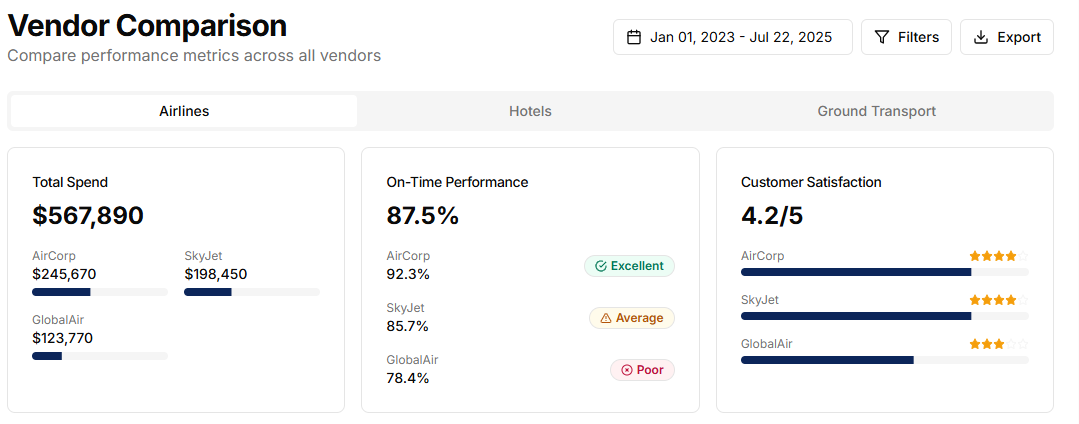 Vendor Comparison
Compare performance metrics across all vendors
Jan 01, 2023 - Jul 22, 2025
Filters
Export
Airlines
Hotels
Ground Transport
Total Spend
$567,890
AirCorp
SkyJet
$245,670
$198,450
GlobalAir
$123,770
On-Time Performance
87.5%
AirCorp
92.3%
Excellent
SkyJet
85.7%
Average
GlobalAir
78.4%
Poor
Customer Satisfaction
4.2/5
AirCorp
SkyJet
GlobalAir